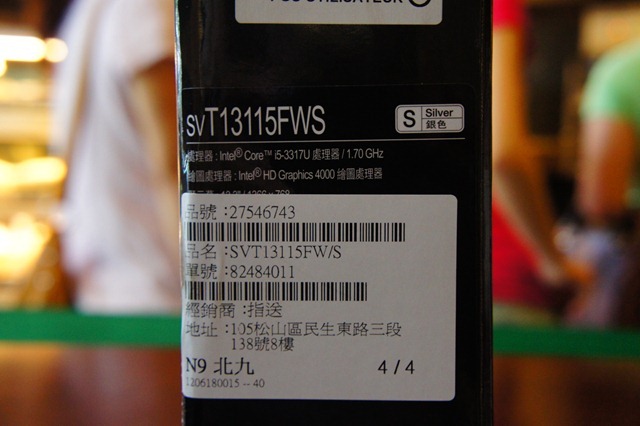 UTILISATEUR
SVT13115FWS
S Silver 銀色
處理器 : Intel® Core™ i5-3317U 處理器 / 1.70 GHz
繪圖處理器 : Intel® HD Graphics 4000 繪圖處理器
品號 :27546743
品名 :SVT13115FW/S
單號 :82484011
經銷商 :指送
地址 :105松山區民生東路三段
138號8樓
N9 北九 4 / 4
1206180015 -- 40